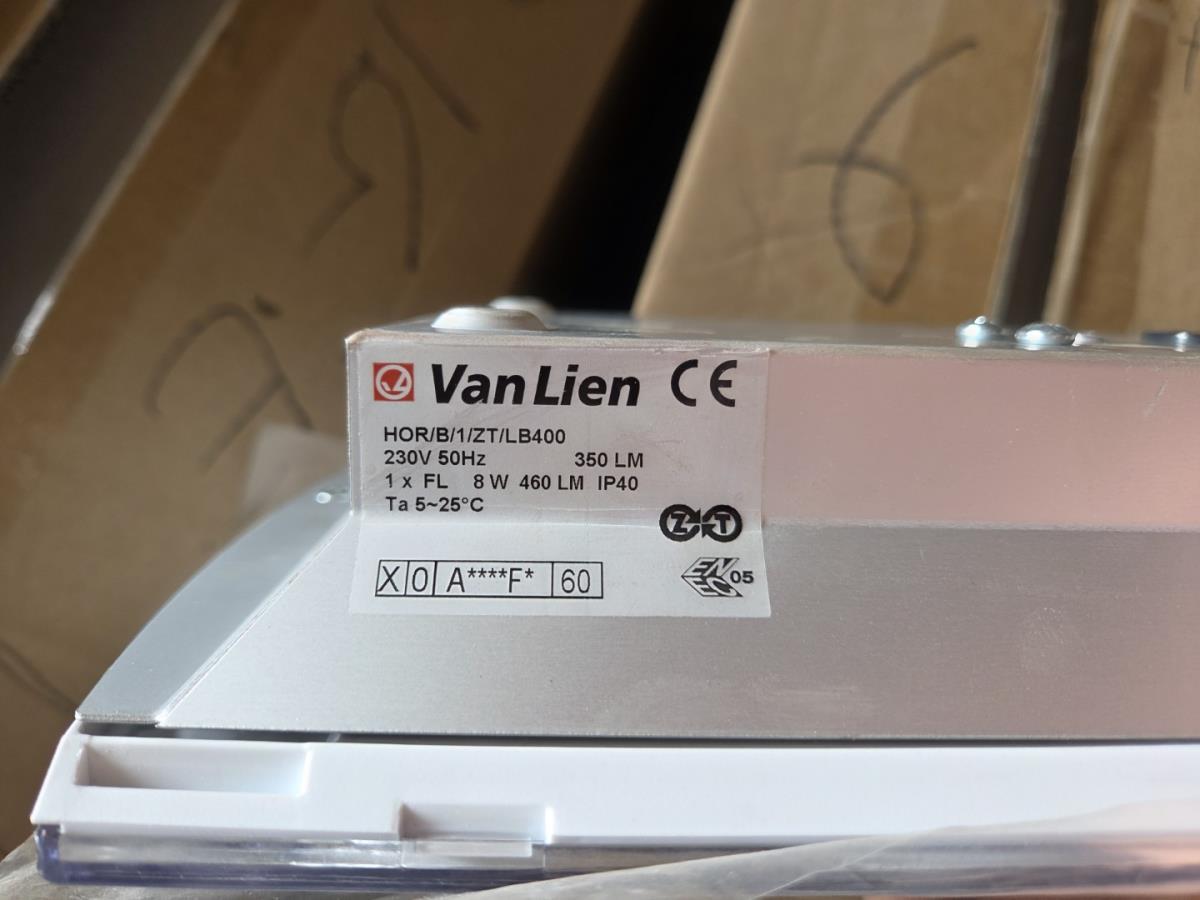 Van Lien CE
HOR/B/1/ZT/LB400
230V 50Hz 350 LM
1 x FL 8 W 460 LM IP40
Ta 5~25°C
Z T
X 0 A****F* 60
ENEC 05